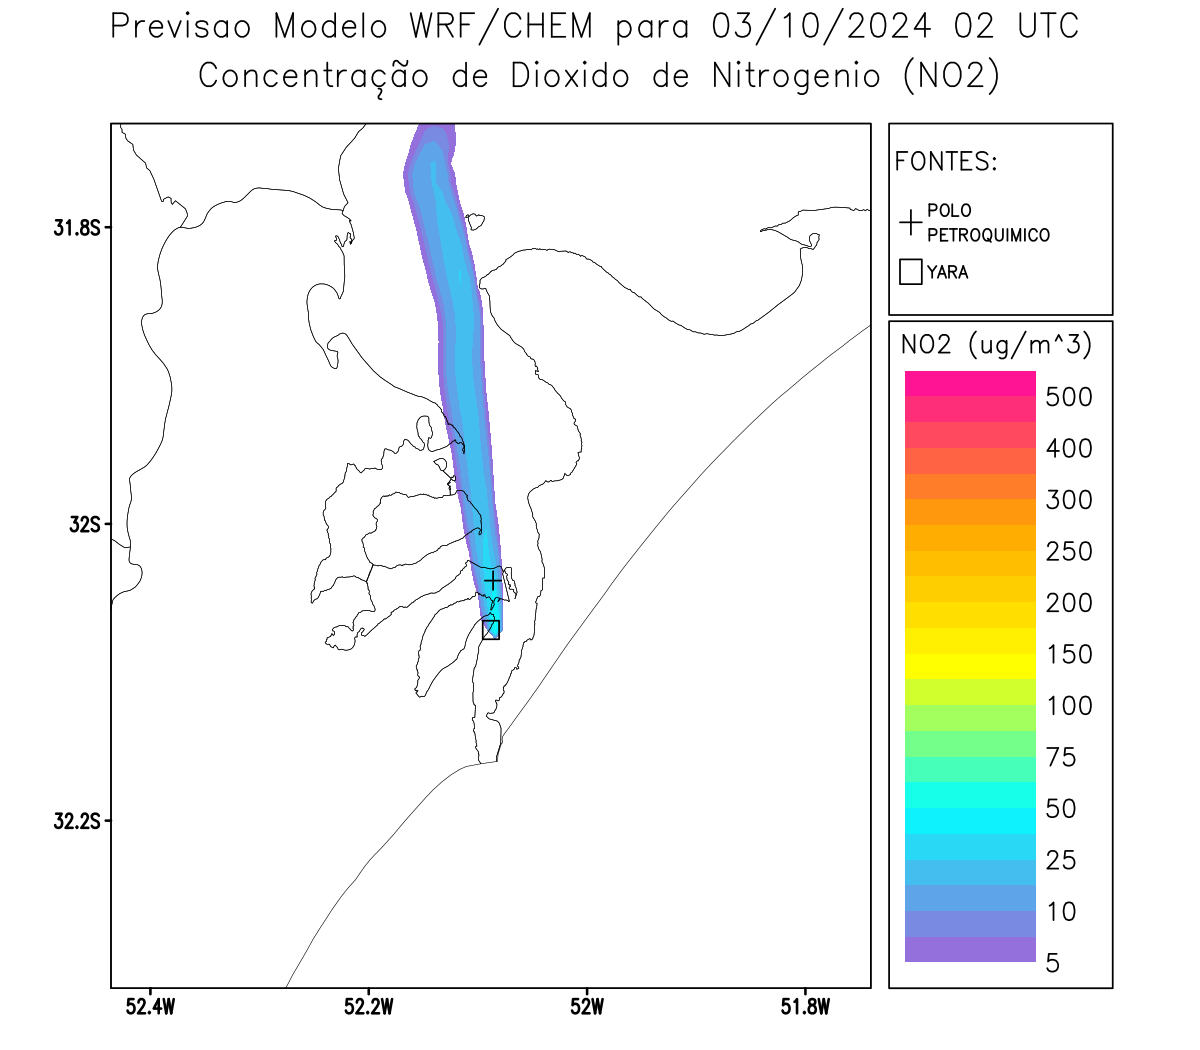 Previsao Modelo WRF/CHEM para 03/10/2024 02 UTC
Concentração de Dioxido de Nitrogenio (NO2)
FONTES:
POLO
PETROQUIMICO
YARA
NO2 (ug/m^3)
500
400
300
250
200
150
100
75
50
25
10
5
31.8S
32S
32.2S
52.4W
52.2W
52W
51.8W